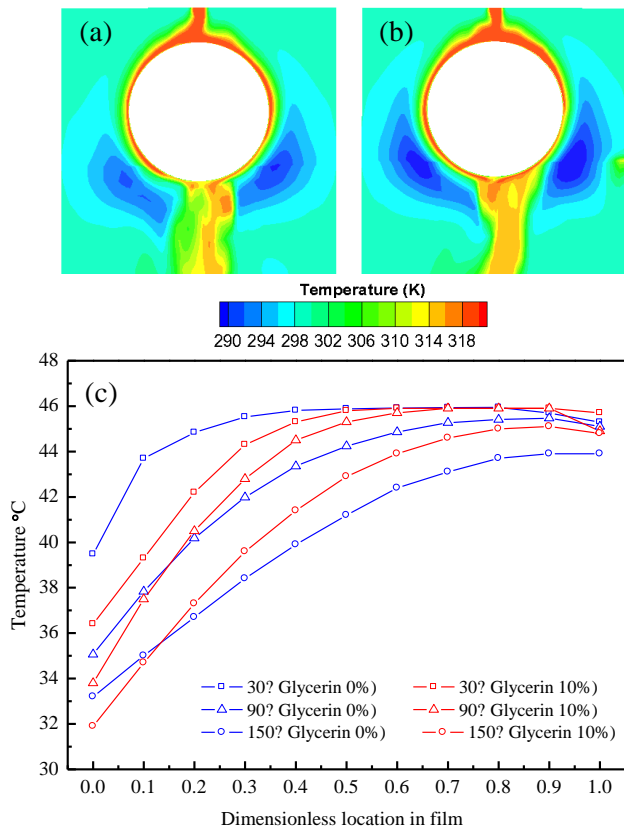 (a)
(b)
Temperature (K)
290 294 298 302 306 310 314 318
(c)
48
46
44
42
40
38
36
34
32
30
Temperature °C
30? Glycerin 0%) 30? Glycerin 10%)
90? Glycerin 0%) 90? Glycerin 10%)
150? Glycerin 0%) 150? Glycerin 10%)
0.0 0.1 0.2 0.3 0.4 0.5 0.6 0.7 0.8 0.9 1.0
Dimensionless location in film